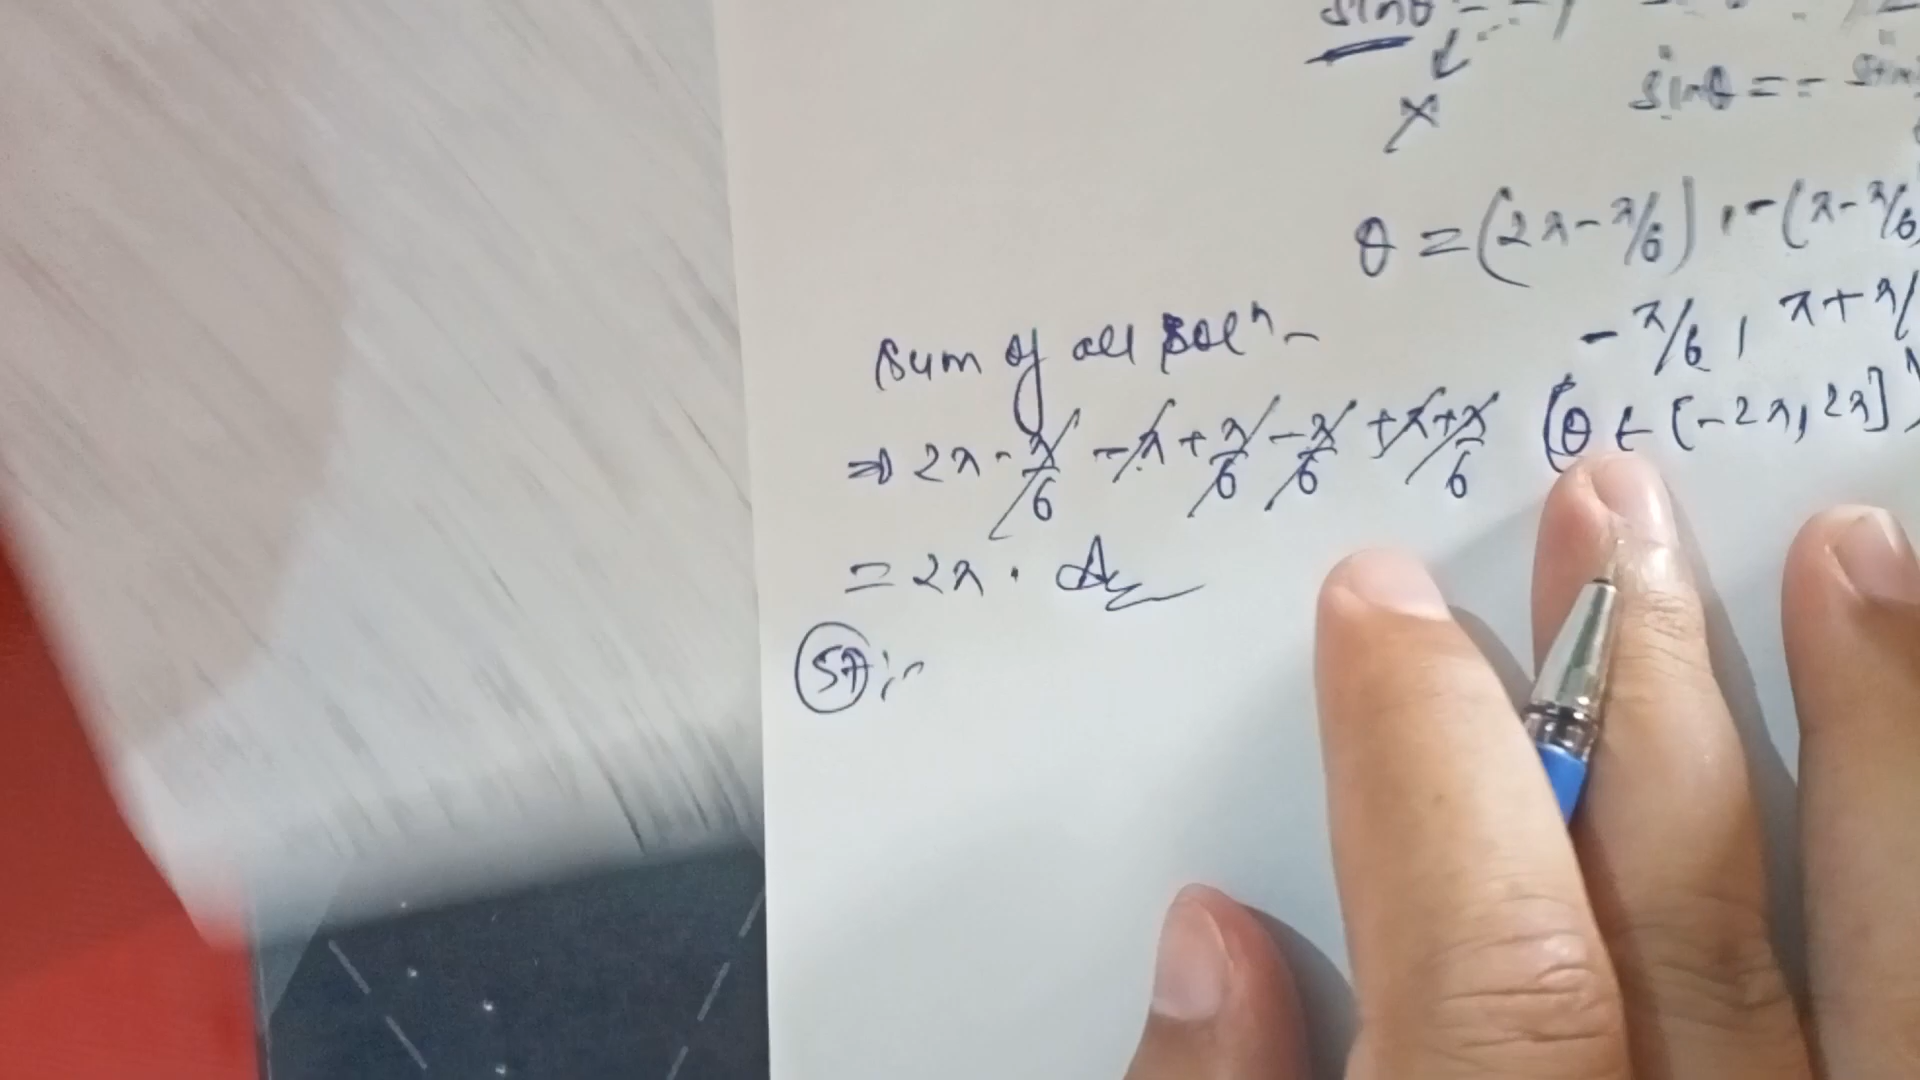 sinθ
sinθ = -
θ = (2π - π/6), -(π - π/6
- π/6, π + π/
Sum of all solⁿ -
(θ ∈ [-2π, 2π])
⇒ 2π - π/6 - π + π/6 - π/6 + π + π/6
= 2π.
57 :-